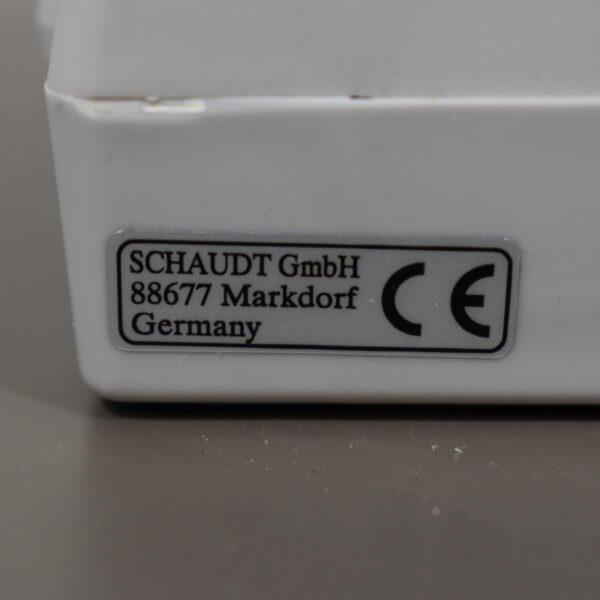 SCHAUDT GmbH
88677 Markdorf
Germany
CE